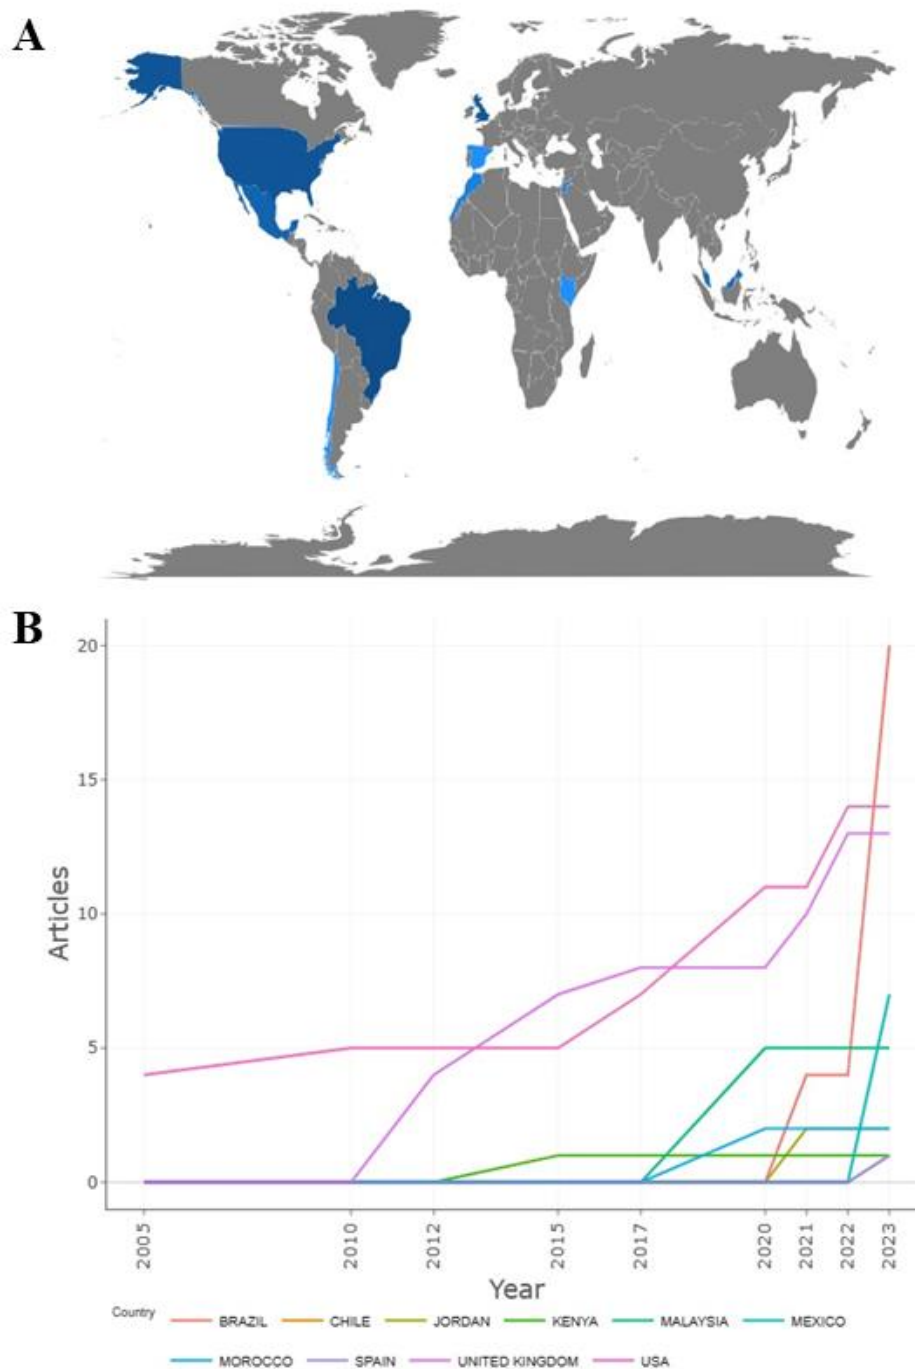 A
B
20
15
10
5
0
Articles
2005
2010
2012
2015
2017
2020
2021
2022
2023
Year
Country
BRAZIL CHILE JORDAN KENYA MALAYSIA MEXICO
MOROCCO SPAIN UNITED KINGDOM USA